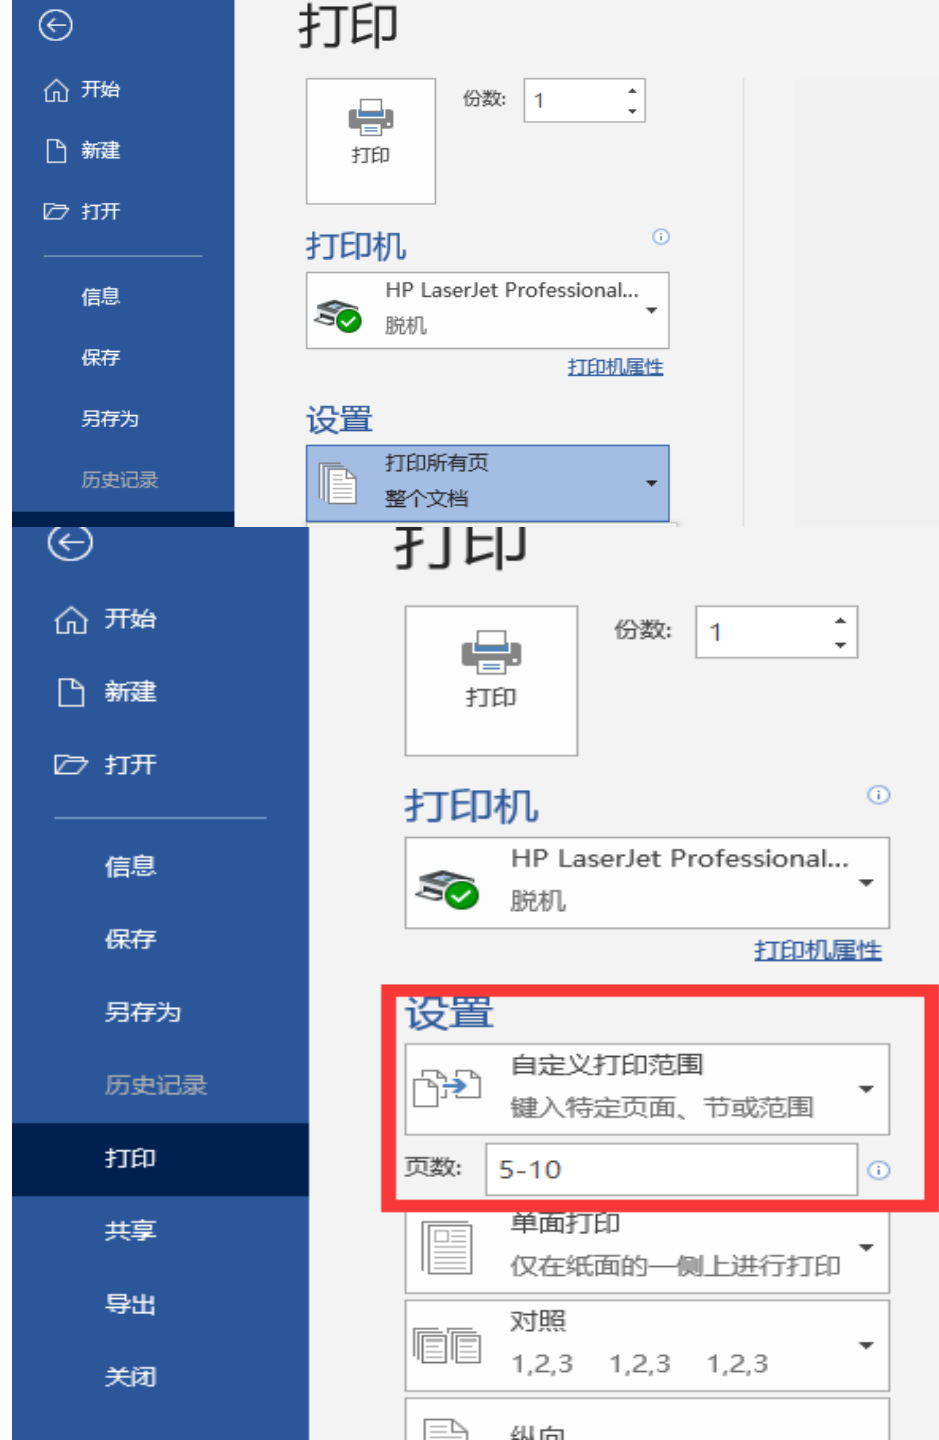 打印
开始
份数: 1
打印
新建
打开
打印机
HP LaserJet Professional...
信息
脱机
保存
打印机属性
另存为
设置
打印所有页
历史记录
整个文档
打印
开始
份数: 1
新建
打印
打开
打印机
HP LaserJet Professional...
信息
脱机
保存
打印机属性
另存为
设置
自定义打印范围
历史记录
键入特定页面、节或范围
打印
页数: 5-10
共享
单面打印
仅在纸面的一侧上进行打印
导出
对照
关闭
1,2,3 1,2,3 1,2,3
纵向